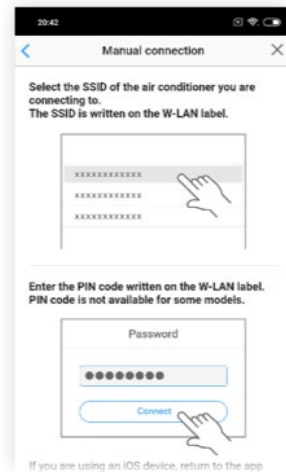 20:42
Manual connection
Select the SSID of the air conditioner you are
connecting to.
The SSID is written on the W-LAN label.
xxxxxxxxxxxx
xxxxxxxxxxxx
xxxxxxxxxxxx
Enter the PIN code written on the W-LAN label.
PIN code is not available for some models.
Password
Connect
If you are using an iOS device, return to the app